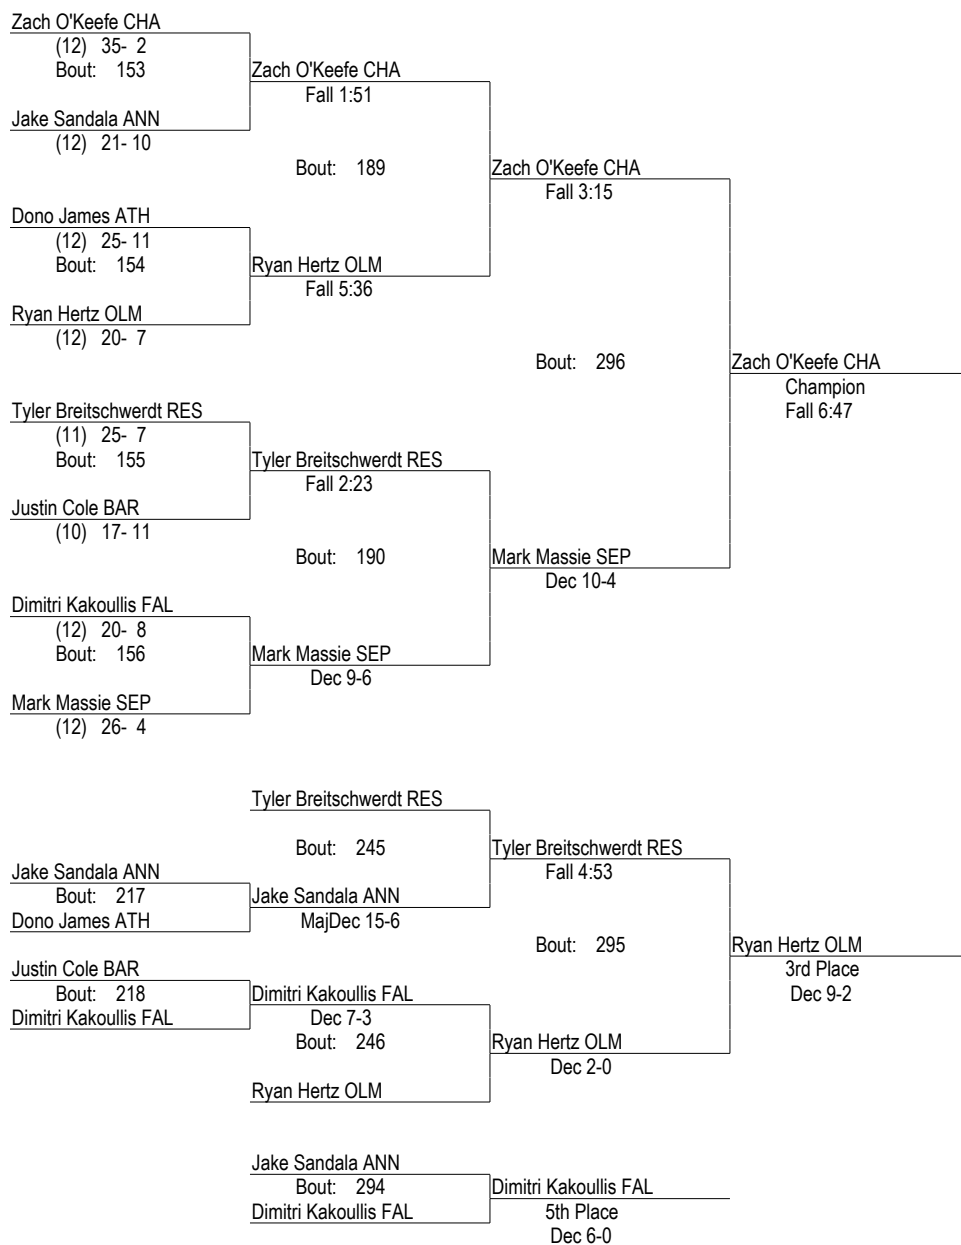 Zach O'Keefe CHA
(12) 35- 2
Bout: 153
Zach O'Keefe CHA
Fall 1:51
Jake Sandala ANN
(12) 21- 10
Bout: 189
Zach O'Keefe CHA
Fall 3:15
Dono James ATH
(12) 25- 11
Bout: 154
Ryan Hertz OLM
Fall 5:36
Ryan Hertz OLM
(12) 20- 7
Bout: 296
Zach O'Keefe CHA
Champion
Fall 6:47
Tyler Breitschwerdt RES
(11) 25- 7
Bout: 155
Tyler Breitschwerdt RES
Fall 2:23
Justin Cole BAR
(10) 17- 11
Bout: 190
Mark Massie SEP
Dec 10-4
Dimitri Kakoullis FAL
(12) 20- 8
Bout: 156
Mark Massie SEP
Dec 9-6
Mark Massie SEP
(12) 26- 4
Tyler Breitschwerdt RES
Bout: 245
Tyler Breitschwerdt RES
Fall 4:53
Jake Sandala ANN
Bout: 217
Jake Sandala ANN
Dono James ATH
MajDec 15-6
Bout: 295
Ryan Hertz OLM
3rd Place
Dec 9-2
Justin Cole BAR
Bout: 218
Dimitri Kakoullis FAL
Dimitri Kakoullis FAL
Dec 7-3
Bout: 246
Ryan Hertz OLM
Dec 2-0
Ryan Hertz OLM
Jake Sandala ANN
Bout: 294
Dimitri Kakoullis FAL
Dimitri Kakoullis FAL
5th Place
Dec 6-0